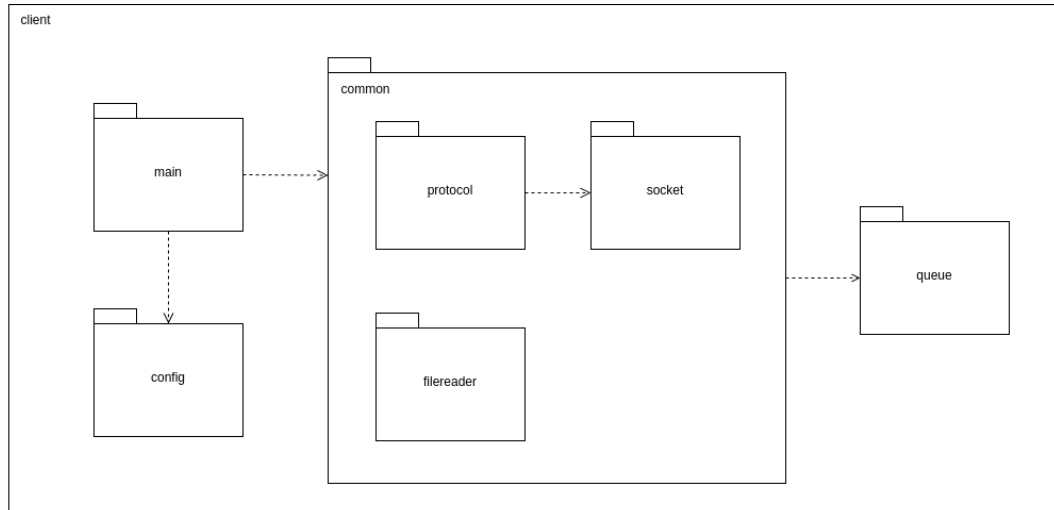 client
common
main
protocol
socket
queue
config
filereader